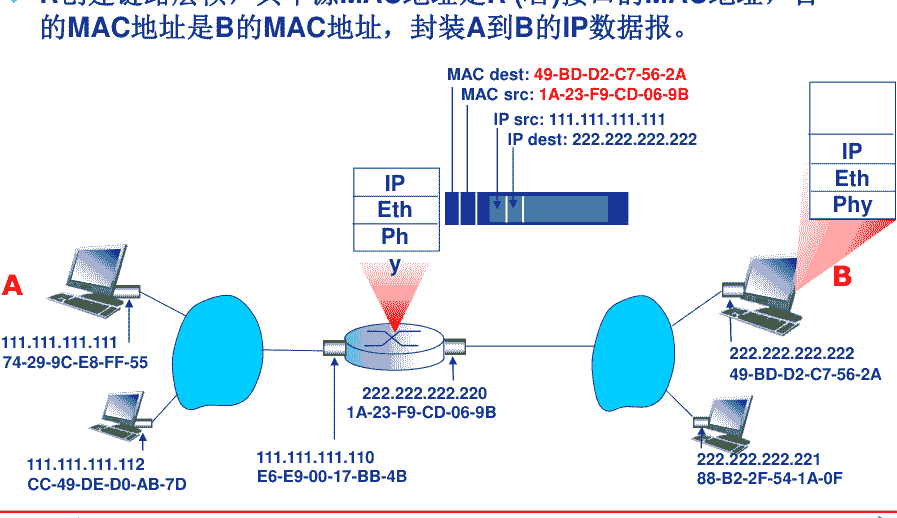 的MAC地址是B的MAC地址，封装A到B的IP数据报。
MAC dest: 49-BD-D2-C7-56-2A
MAC src: 1A-23-F9-CD-06-9B
IP src: 111.111.111.111
IP dest: 222.222.222.222
IP
Eth
Ph
y
IP
Eth
Phy
A
B
111.111.111.111
74-29-9C-E8-FF-55
222.222.222.222
49-BD-D2-C7-56-2A
222.222.222.220
1A-23-F9-CD-06-9B
111.111.111.112
CC-49-DE-D0-AB-7D
111.111.111.110
E6-E9-00-17-BB-4B
222.222.222.221
88-B2-2F-54-1A-0F